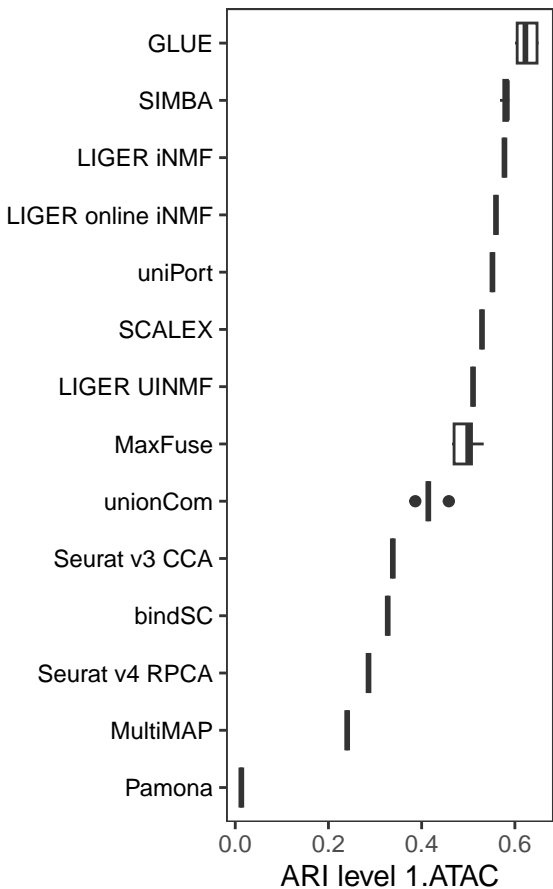 GLUE
SIMBA
LIGER iNMF
LIGER online iNMF
uniPort
SCALEX
LIGER UINMF
MaxFuse
unionCom
Seurat v3 CCA
bindSC
Seurat v4 RPCA
MultiMAP
Pamona
0.0 0.2 0.4 0.6
ARI level 1.ATAC